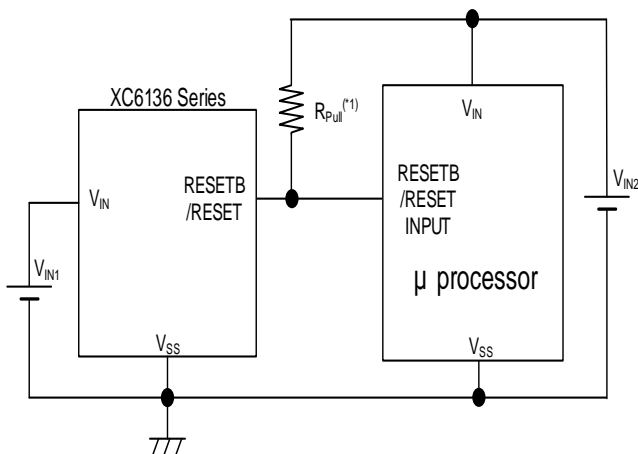 XC6136 Series
V_IN
RESETB
/RESET
V_SS
V_IN1
R_Pull(*1)
V_IN
RESETB
/RESET
INPUT
µ processor
V_SS
V_IN2